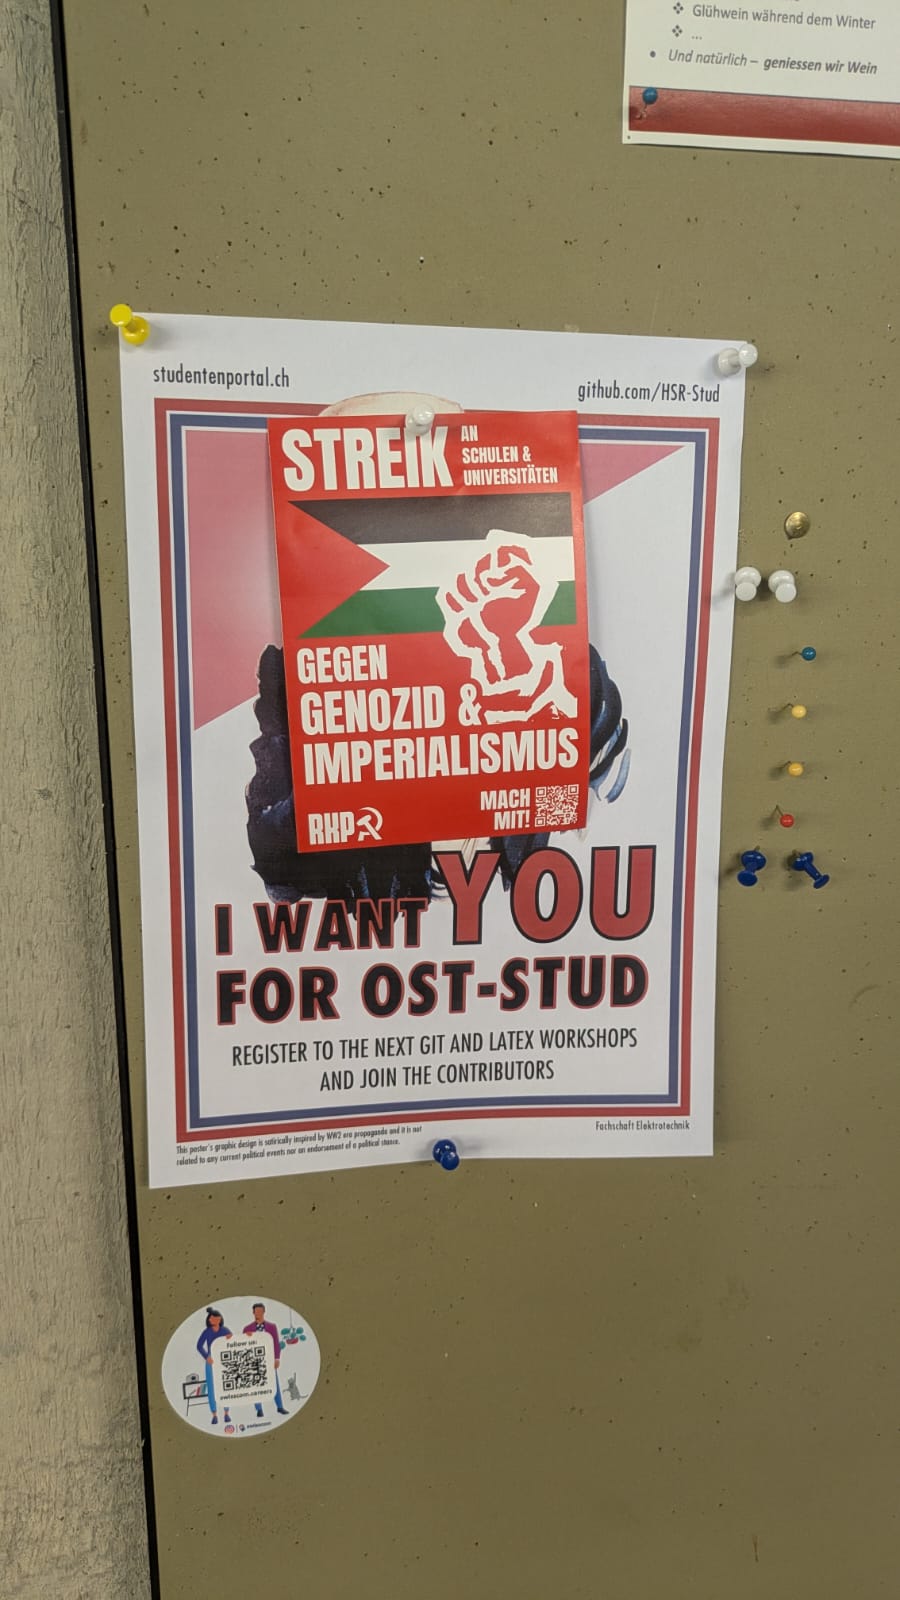 ❖ Glühwein während dem Winter
❖ ...
• Und natürlich – geniessen wir Wein
studentenportal.ch
github.com/HSR-Stud
STREIK AN
SCHULEN &
UNIVERSITÄTEN
GEGEN
GENOZID &
IMPERIALISMUS
RKP
MACH
MIT!
I WANT YOU
FOR OST-STUD
REGISTER TO THE NEXT GIT AND LATEX WORKSHOPS
AND JOIN THE CONTRIBUTORS
Fachschaft Elektrotechnik
This poster's graphic design is satirically inspired by WW2 era propaganda and it is not
related to any current political events nor an endorsement of a political stance.
Follow us:
swisscom.careers
swisscom